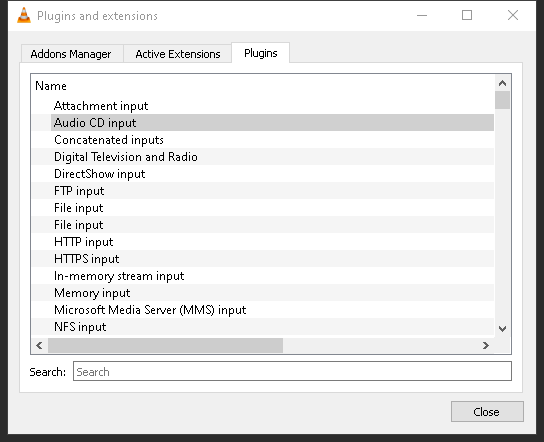 Plugins and extensions
Addons Manager Active Extensions Plugins
Name
Attachment input
Audio CD input
Concatenated inputs
Digital Television and Radio
DirectShow input
FTP input
File input
File input
HTTP input
HTTPS input
In-memory stream input
Memory input
Microsoft Media Server (MMS) input
NFS input
Search: Search
Close